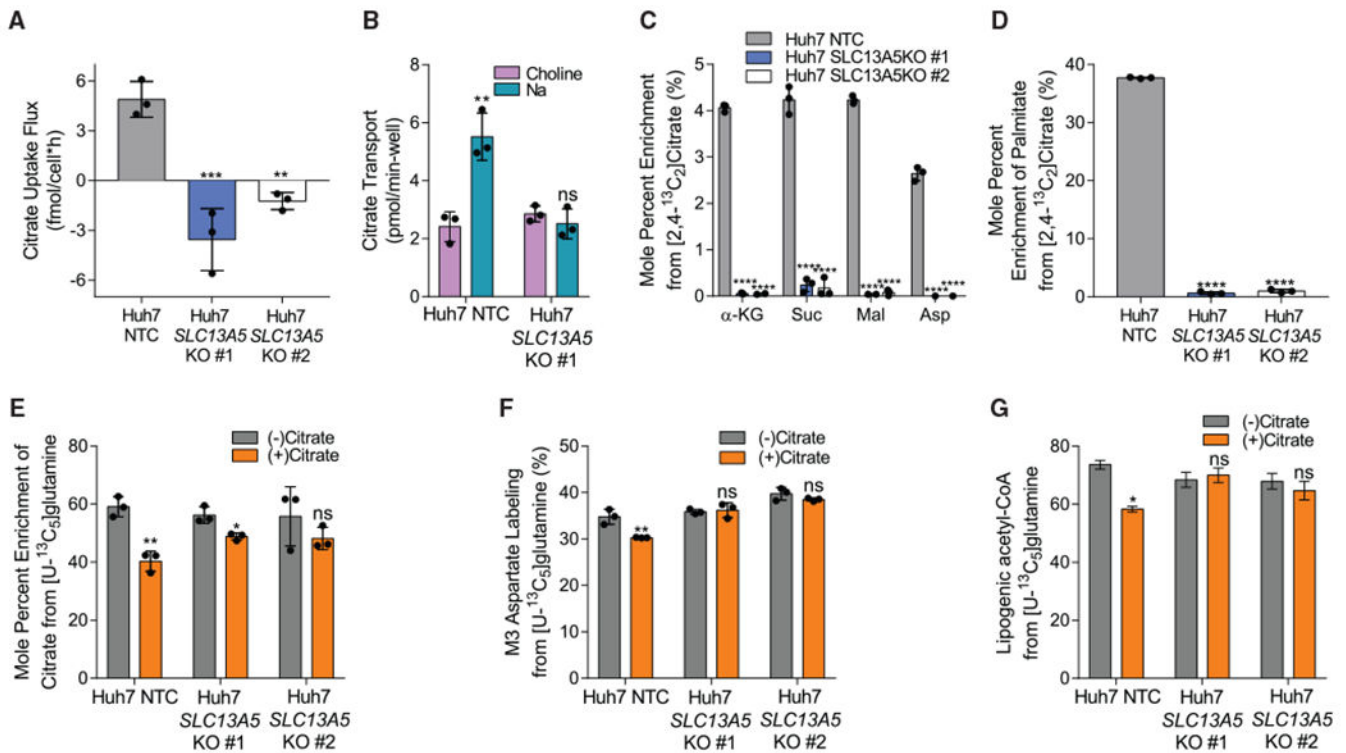 A
Citrate Uptake Flux
(fmol/cell*h)
6
3
0
-3
-6
***
**
Huh7
NTC
Huh7
SLC13A5
KO #1
Huh7
SLC13A5
KO #2
B
Citrate Transport
(pmol/min-well)
8
6
4
2
0
Choline
Na
**
ns
Huh7 NTC
Huh7
SLC13A5
KO #1
C
Huh7 NTC
Huh7 SLC13A5KO #1
Huh7 SLC13A5KO #2
Mole Percent Enrichment
from [2,4-¹³C₂]Citrate (%)
5
4
3
2
1
0
****
****
****
****
****
****
****
****
α-KG
Suc
Mal
Asp
D
Mole Percent
Enrichment of Palmitate
from [2,4-¹³C₂]Citrate (%)
40
30
20
10
0
****
****
Huh7
NTC
Huh7
SLC13A5
KO #1
Huh7
SLC13A5
KO #2
E
Mole Percent Enrichment of
Citrate from [U-¹³C₅]glutamine
80
60
40
20
0
(-)Citrate
(+)Citrate
**
*
ns
Huh7 NTC
Huh7
SLC13A5
KO #1
Huh7
SLC13A5
KO #2
F
M3 Aspartate Labeling
from [U-¹³C₅]glutamine (%)
50
40
30
20
10
0
(-)Citrate
(+)Citrate
**
ns
ns
Huh7 NTC
Huh7
SLC13A5
KO #1
Huh7
SLC13A5
KO #2
G
Lipogenic acetyl-CoA
from [U-¹³C₅]glutamine
80
60
40
20
0
(-)Citrate
(+)Citrate
*
ns
ns
Huh7 NTC
Huh7
SLC13A5
KO #1
Huh7
SLC13A5
KO #2